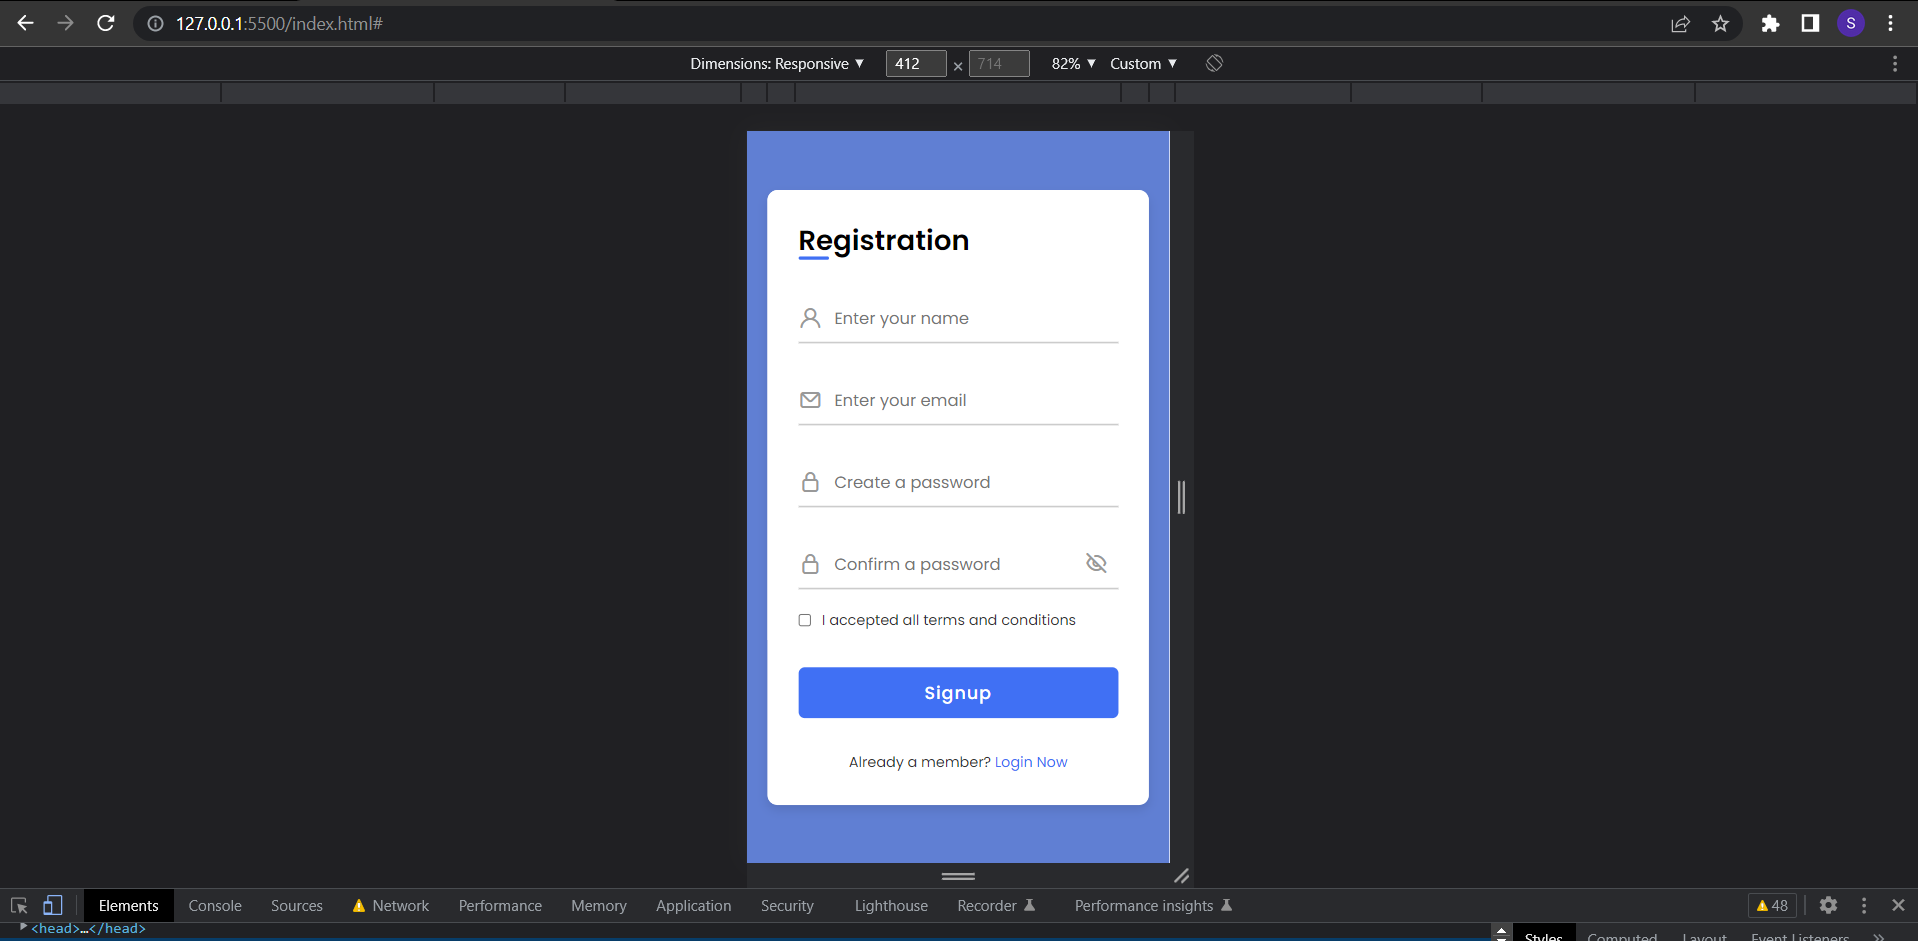 127.0.0.1:5500/index.html#
S
Dimensions: Responsive ▼ 412 × 714 82% ▼ Custom ▼
Registration
Enter your name
Enter your email
Create a password
Confirm a password
I accepted all terms and conditions
Signup
Already a member? Login Now
Elements Console Sources Network Performance Memory Application Security Lighthouse Recorder Performance insights 48
<head>…</head>
Styles Computed Layout Event Listeners »